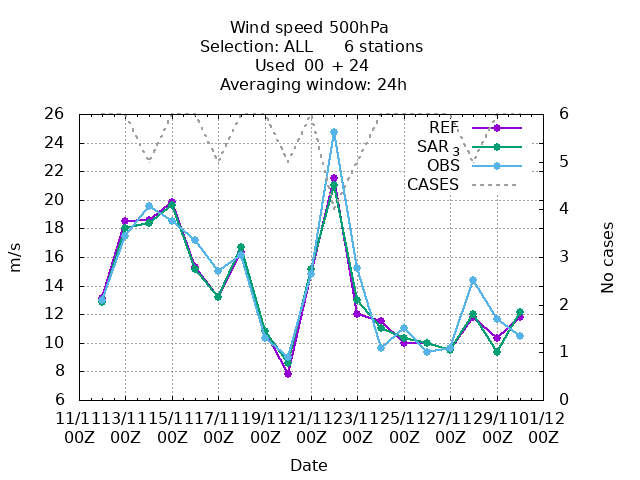 Wind speed 500hPa
Selection: ALL 6 stations
Used 00 + 24
Averaging window: 24h
REF
SAR 3
OBS
CASES
26
24
22
20
18
16
14
12
10
8
6
6
5
4
3
2
1
0
m/s
No cases
11/11 13/11 15/11 17/11 19/11 21/11 23/11 25/11 27/11 29/11 01/12
00Z 00Z 00Z 00Z 00Z 00Z 00Z 00Z 00Z 00Z 00Z
Date